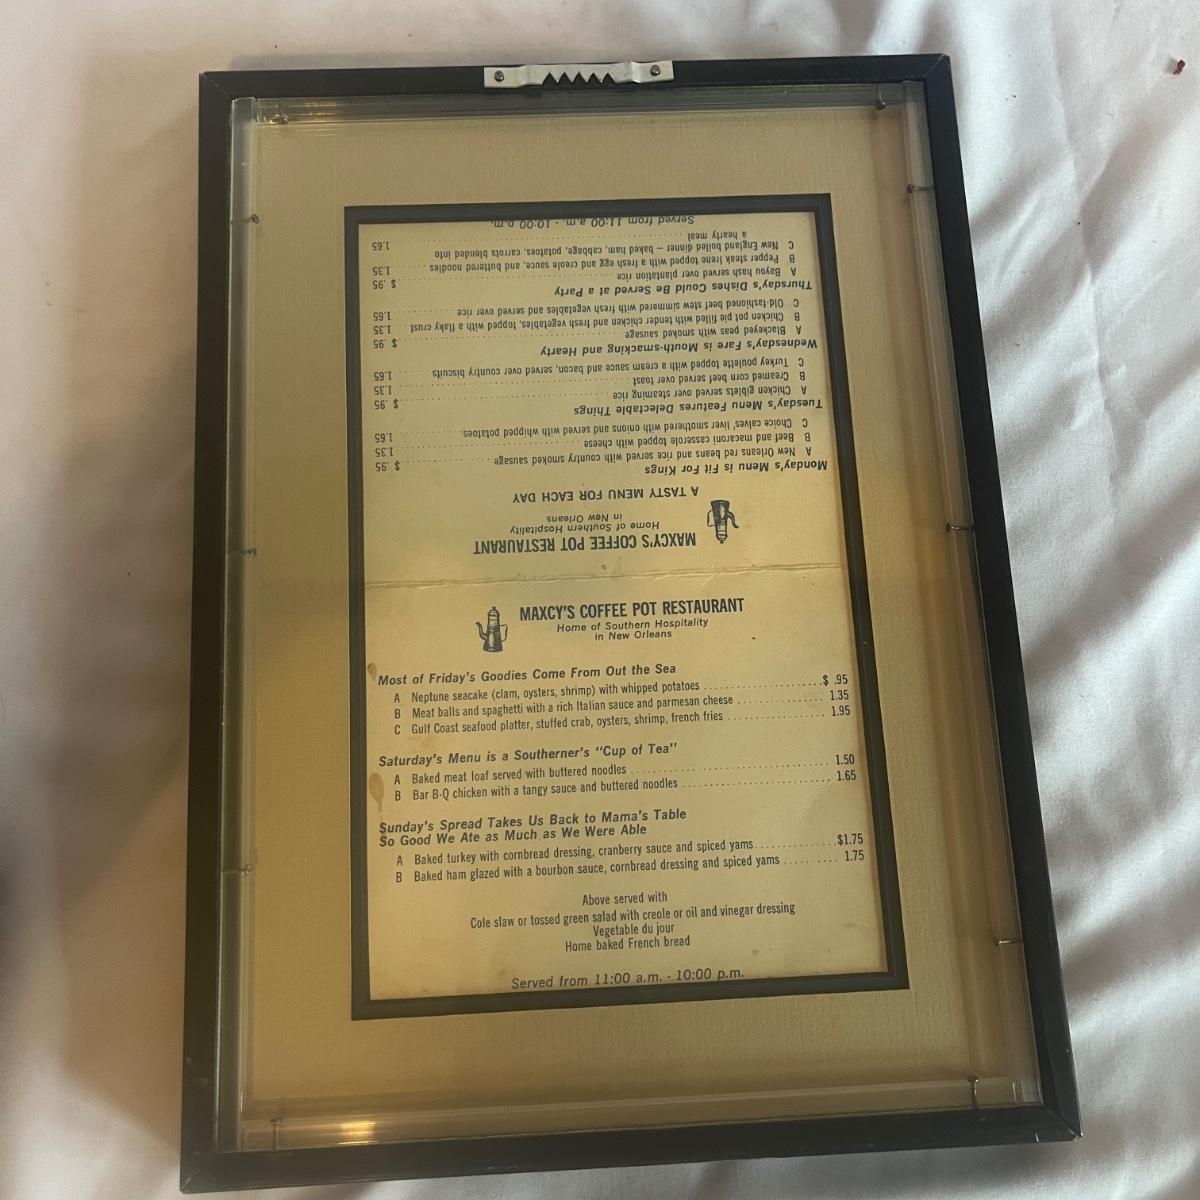 MAXCY'S COFFEE POT RESTAURANT
Home of Southern Hospitality
in New Orleans
A TASTY MENU FOR EACH DAY
Monday's Menu is Fit For Kings
A New Orleans red beans and rice served with country smoked sausage $ .95
B Beef and macaroni casserole topped with cheese 1.35
C Choice calves' liver smothered with onions and served with whipped potatoes 1.65
Tuesday's Menu Features Delectable Things
A Chicken giblets served over steaming rice $ .95
B Creamed corn beef served over toast 1.35
C Turkey poulette topped with a cream sauce and bacon, served over country biscuits 1.65
Wednesday's Fare is Mouth-smacking and Hearty
A Blackeyed peas with smoked sausage $ .95
B Chicken pot pie filled with tender chicken and fresh vegetables, topped with a flaky crust 1.35
C Old-fashioned beef stew simmered with fresh vegetables and served over rice 1.65
Thursday's Dishes Could Be Served at a Party
A Bayou hash served over plantation rice $ .95
B Pepper steak Irene topped with a fresh egg and creole sauce, and buttered noodles 1.35
C New England boiled dinner — baked ham, cabbage, potatoes, carrots blended into
a hearty meal 1.65
Served from 11:00 a.m. - 10:00 p.m.
MAXCY'S COFFEE POT RESTAURANT
Home of Southern Hospitality
in New Orleans
Most of Friday's Goodies Come From Out the Sea
A Neptune seacake (clam, oysters, shrimp) with whipped potatoes $ .95
B Meat balls and spaghetti with a rich Italian sauce and parmesan cheese 1.35
C Gulf Coast seafood platter, stuffed crab, oysters, shrimp, french fries 1.95
Saturday's Menu is a Southerner's "Cup of Tea"
A Baked meat loaf served with buttered noodles 1.50
B Bar B-Q chicken with a tangy sauce and buttered noodles 1.65
Sunday's Spread Takes Us Back to Mama's Table
So Good We Ate as Much as We Were Able
A Baked turkey with cornbread dressing, cranberry sauce and spiced yams $1.75
B Baked ham glazed with a bourbon sauce, cornbread dressing and spiced yams 1.75
Above served with
Cole slaw or tossed green salad with creole or oil and vinegar dressing
Vegetable du jour
Home baked French bread
Served from 11:00 a.m. - 10:00 p.m.